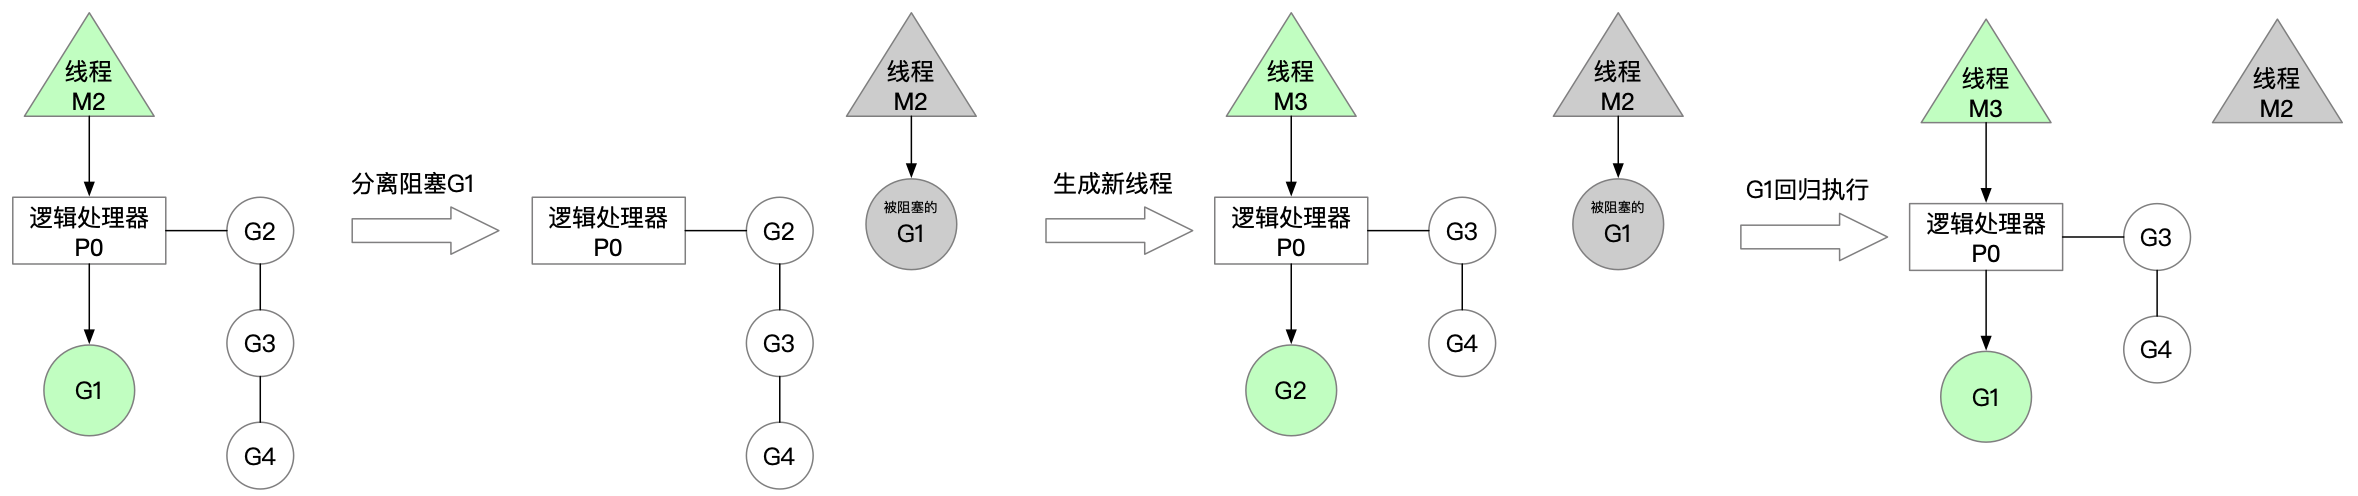 线程
M2
逻辑处理器
P0
G1
G2
G3
G4
分离阻塞G1
逻辑处理器
P0
G2
G3
G4
线程
M2
被阻塞的
G1
生成新线程
线程
M3
逻辑处理器
P0
G2
G3
G4
线程
M2
被阻塞的
G1
G1回归执行
线程
M3
逻辑处理器
P0
G1
G3
G4
线程
M2